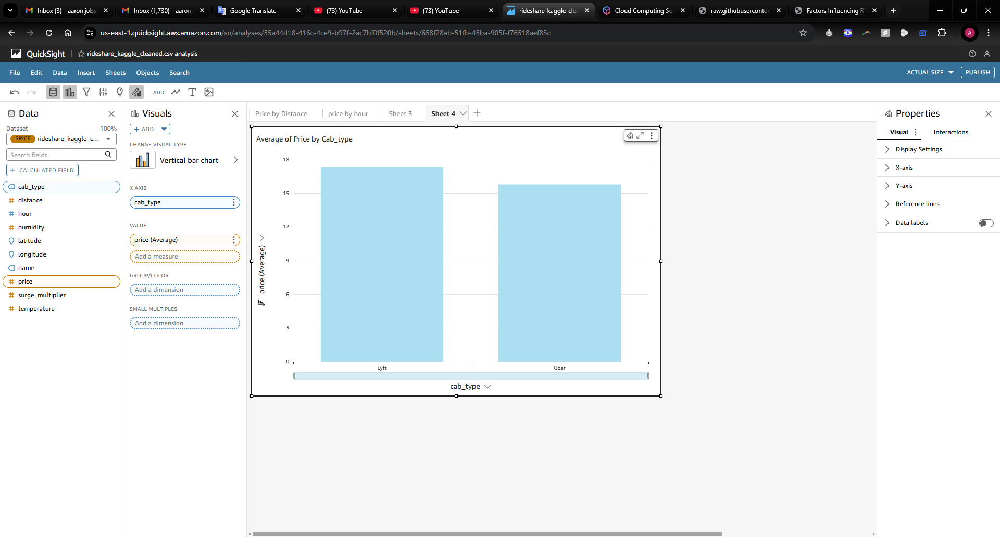 Inbox (3) - aaron.jobs
Inbox (1,730) - aaron.
Google Translate
(73) YouTube
(73) YouTube
rideshare_kaggle_clea
Cloud Computing Se
raw.githubusercontent
Factors Influencing Ri
us-east-1.quicksight.aws.amazon.com/sn/analyses/55a44d18-416c-4ce9-b97f-2ac7bf0f520b/sheets/658f28ab-51fb-45ba-905f-f76518aef83c
A
QuickSight
rideshare_kaggle_cleaned.csv analysis
File Edit Data Insert Sheets Objects Search
ACTUAL SIZE
PUBLISH
ADD:
Data
Dataset
100%
SPICE rideshare_kaggle_c...
Search fields
+ CALCULATED FIELD
cab_type
distance
hour
humidity
latitude
longitude
name
price
surge_multiplier
temperature
Visuals
+ ADD
CHANGE VISUAL TYPE
Vertical bar chart
X AXIS
cab_type
VALUE
price (Average)
Add a measure
GROUP/COLOR
Add a dimension
SMALL MULTIPLES
Add a dimension
Price by Distance
price by hour
Sheet 3
Sheet 4
Average of Price by Cab_type
18
15
12
9
6
3
0
price (Average)
Lyft
Uber
cab_type
Properties
Visual
Interactions
Display Settings
X-axis
Y-axis
Reference lines
Data labels